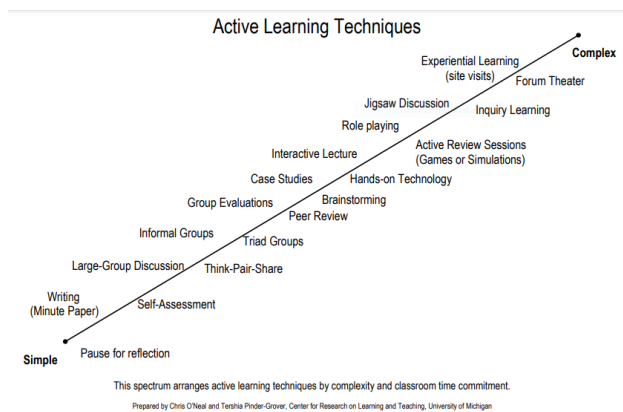 Active Learning Techniques
Complex
Experiential Learning
(site visits)
Forum Theater
Jigsaw Discussion
Inquiry Learning
Role playing
Active Review Sessions
(Games or Simulations)
Interactive Lecture
Hands-on Technology
Case Studies
Brainstorming
Group Evaluations
Peer Review
Informal Groups
Triad Groups
Large-Group Discussion
Think-Pair-Share
Writing
(Minute Paper)
Self-Assessment
Simple
Pause for reflection
This spectrum arranges active learning techniques by complexity and classroom time commitment.
Prepared by Chris O'Neal and Tershia Pinder-Grover, Center for Research on Learning and Teaching, University of Michigan